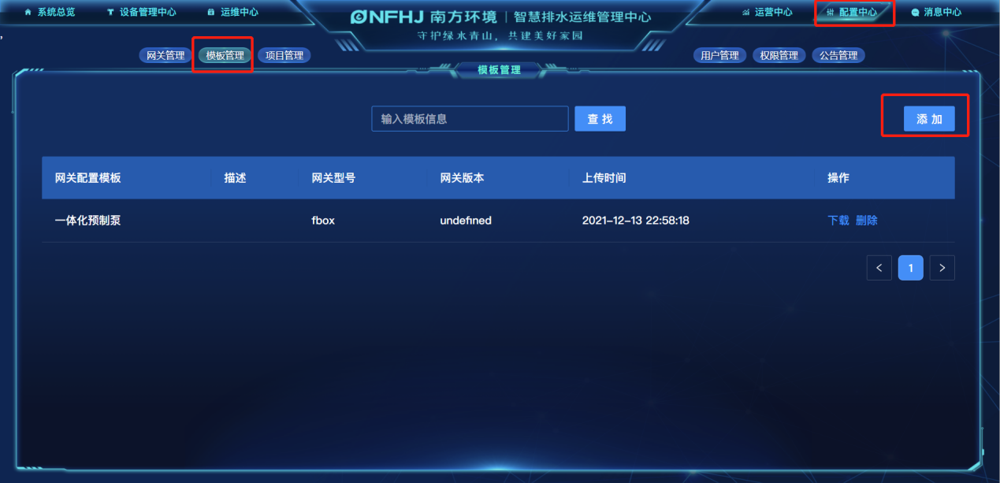 系统总览 设备管理中心 运维中心 NFHJ 南方环境 | 智慧排水运维管理中心 运营中心 配置中心 消息中心
守护绿水青山，共建美好家园
网关管理 模板管理 项目管理 用户管理 权限管理 公告管理
模板管理
输入模板信息 查找 添加
网关配置模板 描述 网关型号 网关版本 上传时间 操作
一体化预制泵 fbox undefined 2021-12-13 22:58:18 下载 删除
< 1 >